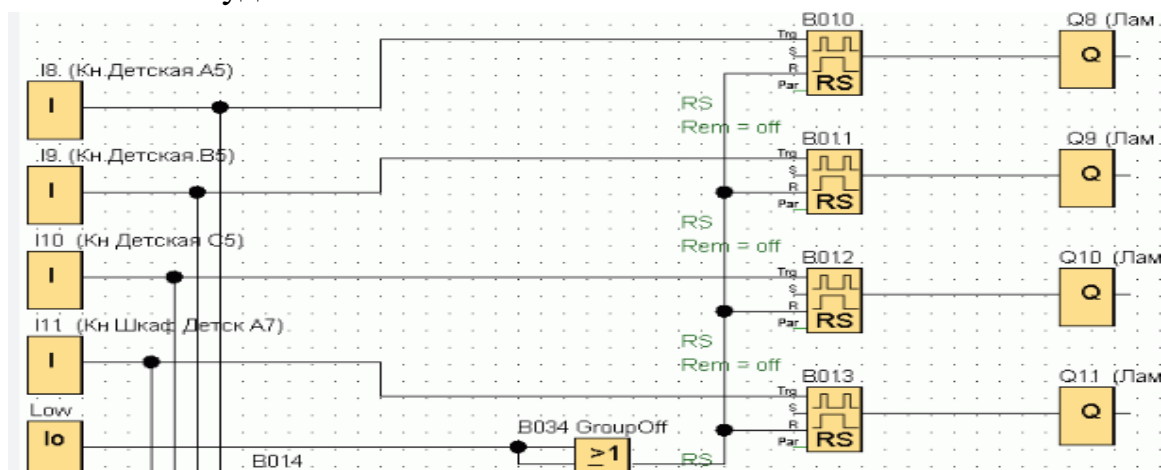 B010
Q8 (Лам
Trg
S
R
Par
RS
Q
I8. (Кн.Детская.A5)
I
RS
Rem = off
B011
Q9 (Лам
Trg
S
R
Par
RS
Q
I9. (Кн.Детская.B5)
I
RS
Rem = off
B012
Q10 (Лам
Trg
S
R
Par
RS
Q
I10 (Кн Детская C5)
I
RS
Rem = off
B013
Q11 (Лам
Trg
S
R
Par
RS
Q
I11 (Кн Шкаф Детск A7)
I
Low
lo
B034 GroupOff
≥1
RS
B014